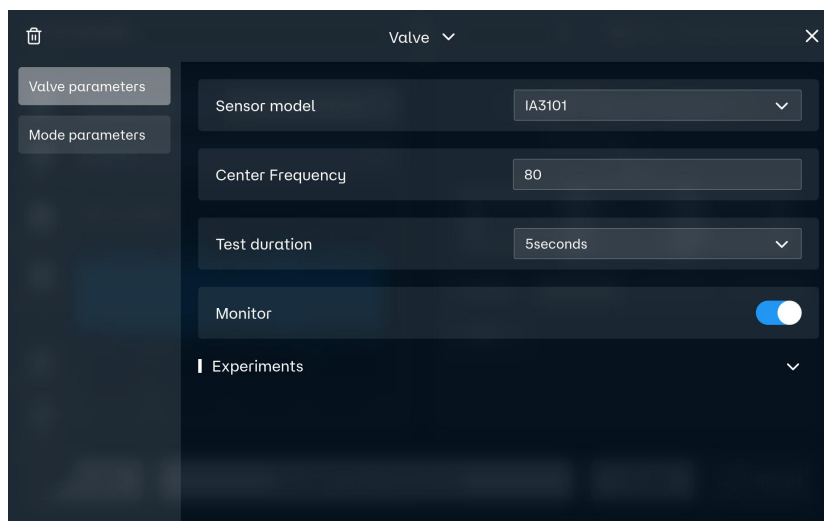 Valve
Valve parameters
Mode parameters
Sensor model
IA3101
Center Frequency
80
Test duration
5seconds
Monitor
Experiments